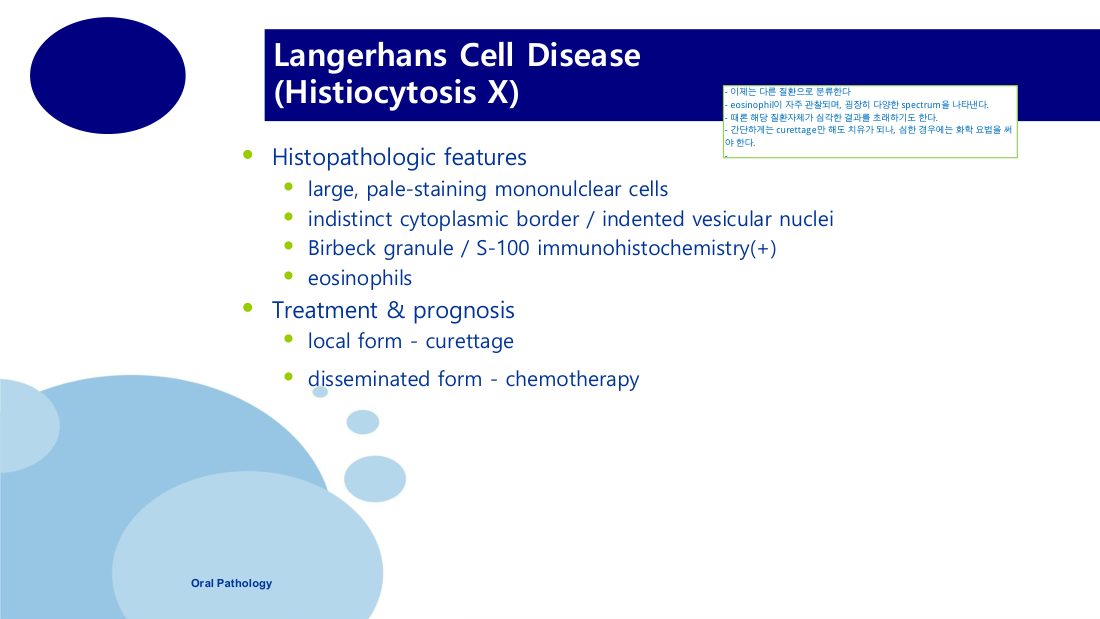 Langerhans Cell Disease
(Histiocytosis X)
- 이제는 다른 질환으로 분류한다
- eosinophil이 자주 관찰되며, 굉장히 다양한 spectrum을 나타낸다.
- 때론 해당 질환자체가 심각한 결과를 초래하기도 한다.
- 간단하게는 curettage만 해도 치유가 되나, 심한 경우에는 화학 요법을 써
야 한다.
-
• Histopathologic features
• large, pale-staining mononulclear cells
• indistinct cytoplasmic border / indented vesicular nuclei
• Birbeck granule / S-100 immunohistochemistry(+)
• eosinophils
• Treatment & prognosis
• local form - curettage
• disseminated form - chemotherapy
Oral Pathology